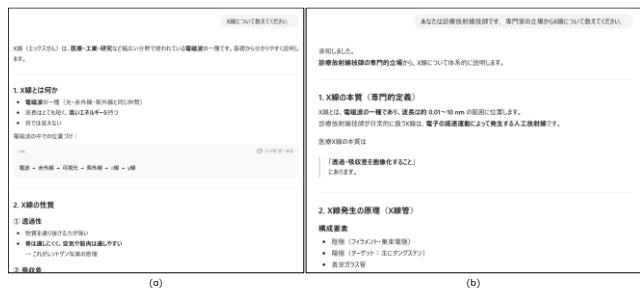 X線について教えてください。
X線（エックスせん）は、医療・工業・研究など幅広い分野で使われている電磁波の一種です。基礎から分かりやすく説明し
ます。
1. X線とは何か
• 電磁波の一種（光・赤外線・紫外線と同じ仲間）
• 波長はとても短く、高いエネルギーを持つ
• 目では見えない
電磁波の中での位置づけ：
コードをコピーする
電波 → 赤外線 → 可視光 → 紫外線 → X線 → γ線
2. X線の性質
① 透過性
• 物質を通り抜ける力が強い
• 骨は通しにくく、空気や筋肉は通しやすい
→ これがレントゲン写真の原理
② 吸収差
(a)
あなたは診療放射線技師です。専門家の立場からX線について教えてください。
承知しました。
診療放射線技師の専門的立場から、X線について体系的に説明します。
1. X線の本質（専門的定義）
X線とは、電磁波の一種であり、波長は約 0.01～10 nm の範囲に位置します。
診療放射線技師が日常的に扱うX線は、電子の減速運動によって発生する人工放射線です。
医療X線の本質は
「透過・吸収差を画像化すること」
にあります。
2. X線発生の原理（X線管）
構成要素
• 陰極（フィラメント・集束電極）
• 陽極（ターゲット：主にタングステン）
• 真空ガラス管
(b)